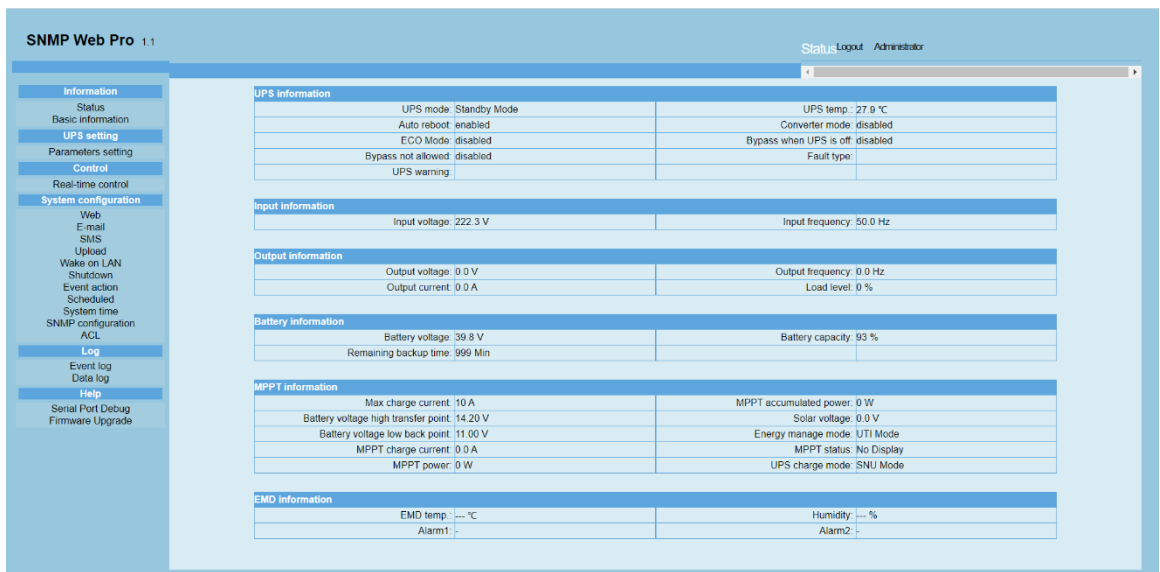 SNMP Web Pro 1.1
Status Logout Administrator
Information
Status
Basic information
UPS setting
Parameters setting
Control
Real-time control
System configuration
Web
E-mail
SMS
Upload
Wake on LAN
Shutdown
Event action
Scheduled
System time
SNMP configuration
ACL
Log
Event log
Data log
Help
Serial Port Debug
Firmware Upgrade
UPS information
UPS mode: Standby Mode UPS temp.: 27.9 ℃
Auto reboot: enabled Converter mode: disabled
ECO Mode: disabled Bypass when UPS is off: disabled
Bypass not allowed: disabled Fault type:
UPS warning:
Input information
Input voltage: 222.3 V Input frequency: 50.0 Hz
Output information
Output voltage: 0.0 V Output frequency: 0.0 Hz
Output current: 0.0 A Load level: 0 %
Battery information
Battery voltage: 39.8 V Battery capacity: 93 %
Remaining backup time: 999 Min
MPPT information
Max charge current: 10 A MPPT accumulated power: 0 W
Battery voltage high transfer point: 14.20 V Solar voltage: 0.0 V
Battery voltage low back point: 11.00 V Energy manage mode: UTI Mode
MPPT charge current: 0.0 A MPPT status: No Display
MPPT power: 0 W UPS charge mode: SNU Mode
EMD information
EMD temp.: --- ℃ Humidity: --- %
Alarm1: - Alarm2: -